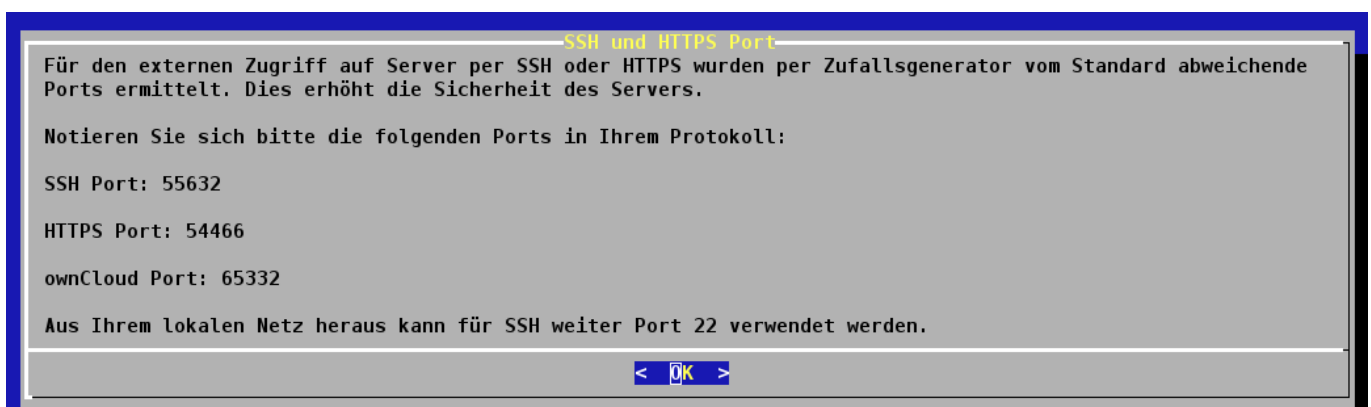 SSH und HTTPS Port
Für den externen Zugriff auf Server per SSH oder HTTPS wurden per Zufallsgenerator vom Standard abweichende
Ports ermittelt. Dies erhöht die Sicherheit des Servers.
Notieren Sie sich bitte die folgenden Ports in Ihrem Protokoll:
SSH Port: 55632
HTTPS Port: 54466
ownCloud Port: 65332
Aus Ihrem lokalen Netz heraus kann für SSH weiter Port 22 verwendet werden.
< OK >